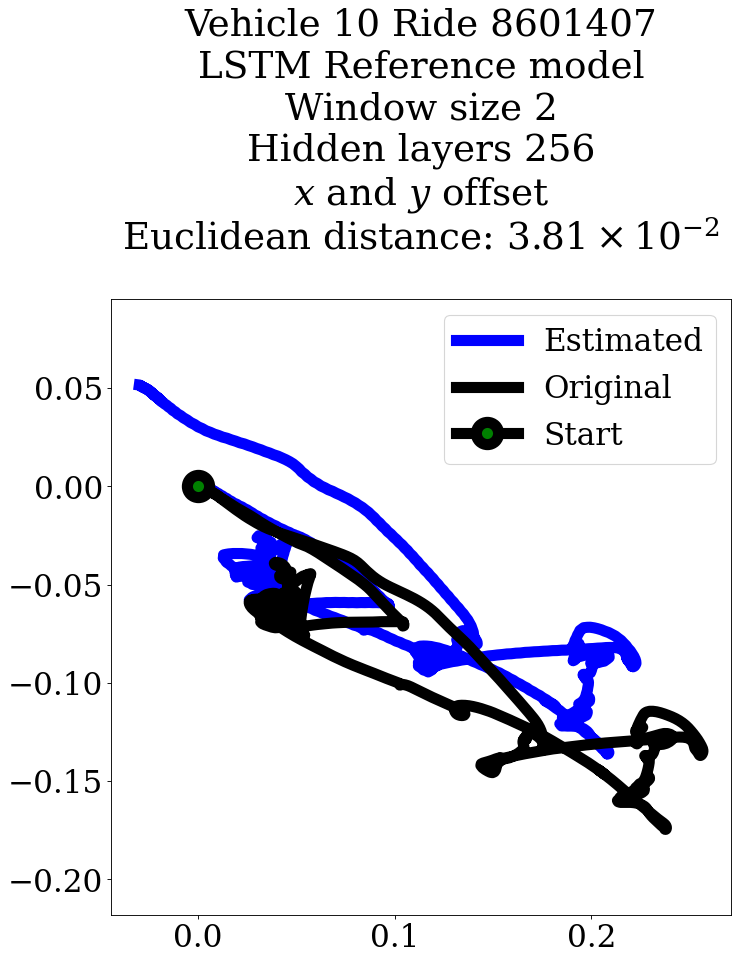 Vehicle 10 Ride 8601407
LSTM Reference model
Window size 2
Hidden layers 256
x and y offset
Euclidean distance: 3.81 × 10⁻²
Estimated
Original
Start
0.05
0.00
−0.05
−0.10
−0.15
−0.20
0.0 0.1 0.2